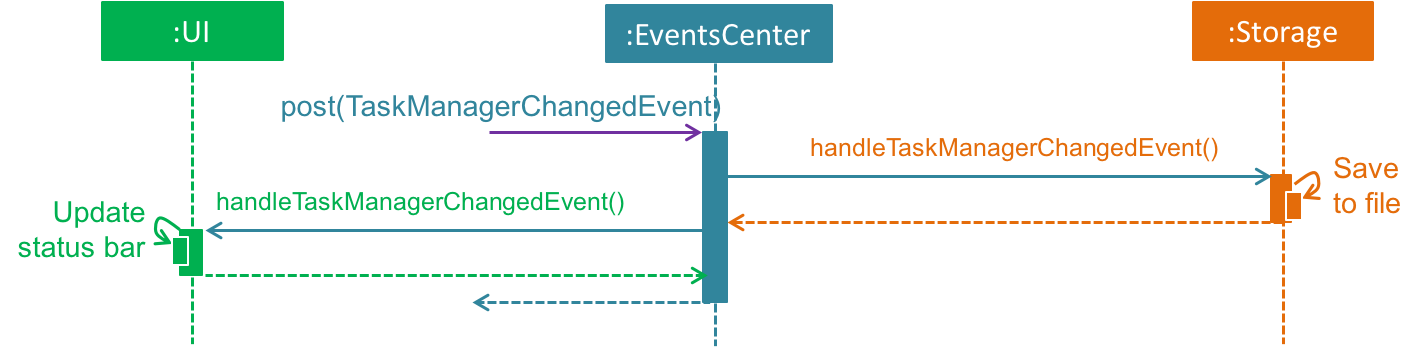 :UI
:EventsCenter
:Storage
post(TaskManagerChangedEvent)
handleTaskManagerChangedEvent()
Save
to file
handleTaskManagerChangedEvent()
Update
status bar